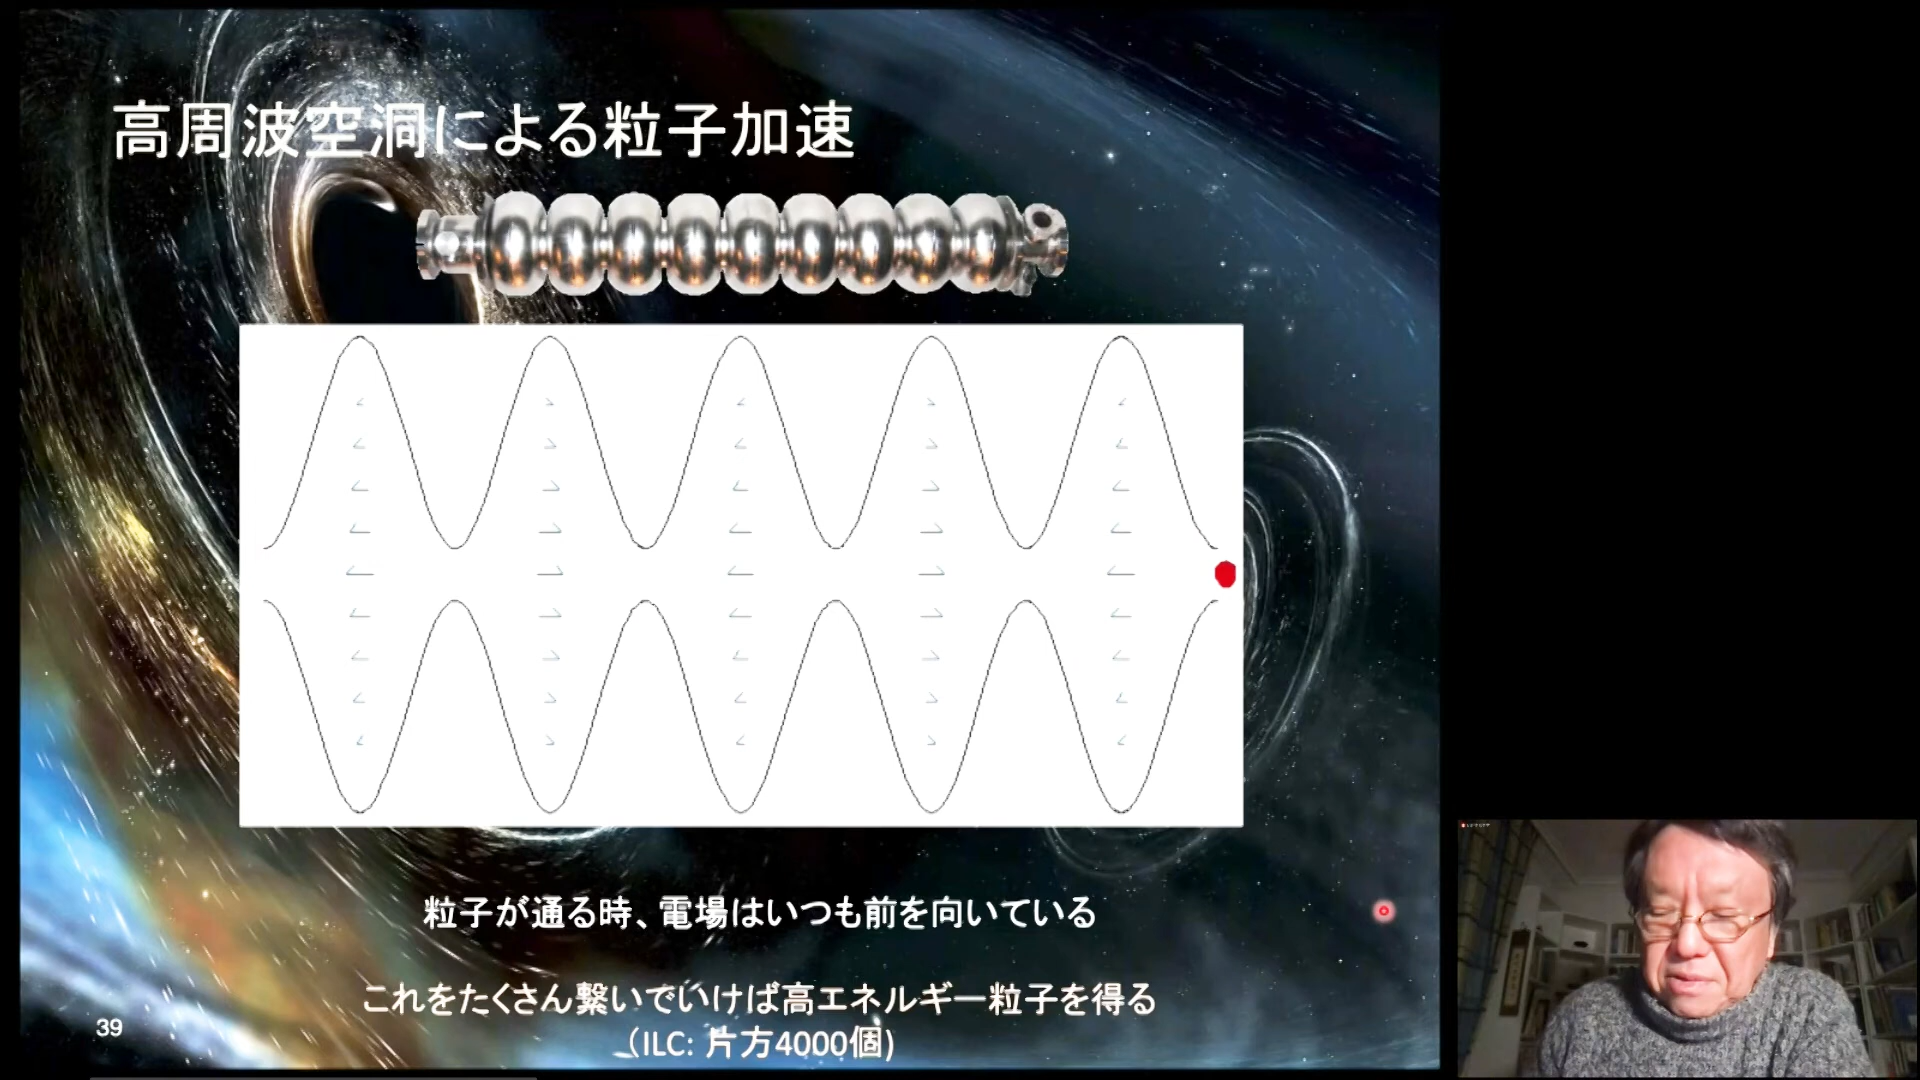 高周波空洞による粒子加速
粒子が通る時、電場はいつも前を向いている
これをたくさん繋いでいけば高エネルギー粒子を得る
（ILC: 片方4000個)
39